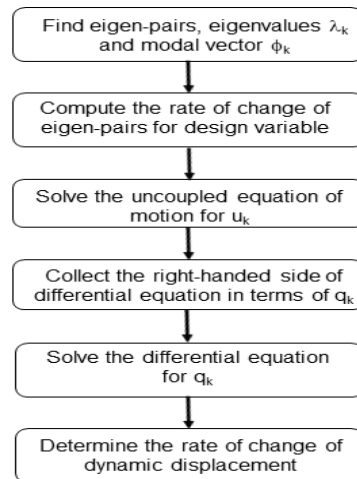 Find eigen-pairs, eigenvalues λₖ
and modal vector ϕₖ
Compute the rate of change of
eigen-pairs for design variable
Solve the uncoupled equation of
motion for uₖ
Collect the right-handed side of
differential equation in terms of qₖ
Solve the differential equation
for qₖ
Determine the rate of change of
dynamic displacement